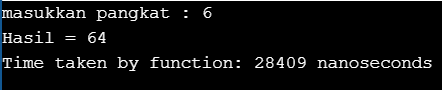 masukkan pangkat : 6
Hasil = 64
Time taken by function: 28409 nanoseconds